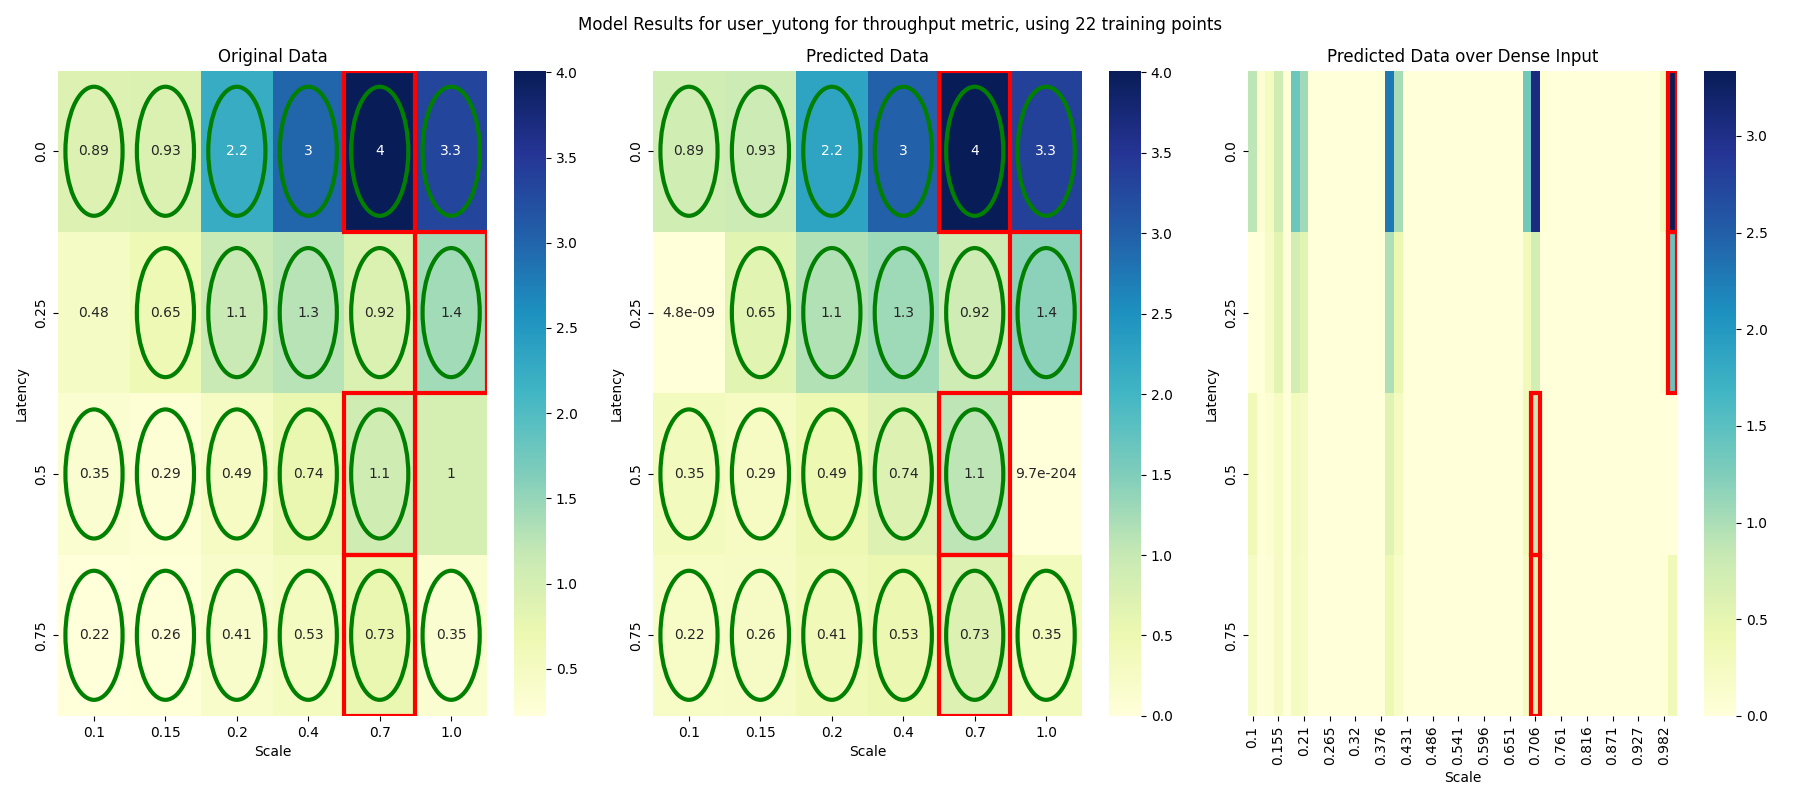 Model Results for user_yutong for throughput metric, using 22 training points
Original Data
0.89 0.93 2.2 3 4 3.3
0.48 0.65 1.1 1.3 0.92 1.4
0.35 0.29 0.49 0.74 1.1 1
0.22 0.26 0.41 0.53 0.73 0.35
0.0
0.25
0.5
0.75
Latency
0.1 0.15 0.2 0.4 0.7 1.0
Scale
4.0
3.5
3.0
2.5
2.0
1.5
1.0
0.5
Predicted Data
0.89 0.93 2.2 3 4 3.3
4.8e-09 0.65 1.1 1.3 0.92 1.4
0.35 0.29 0.49 0.74 1.1 9.7e-204
0.22 0.26 0.41 0.53 0.73 0.35
0.0
0.25
0.5
0.75
Latency
0.1 0.15 0.2 0.4 0.7 1.0
Scale
4.0
3.5
3.0
2.5
2.0
1.5
1.0
0.5
0.0
Predicted Data over Dense Input
0.0
0.25
0.5
0.75
Latency
0.1 0.155 0.21 0.265 0.32 0.376 0.431 0.486 0.541 0.596 0.651 0.706 0.761 0.816 0.871 0.927 0.982
Scale
3.0
2.5
2.0
1.5
1.0
0.5
0.0